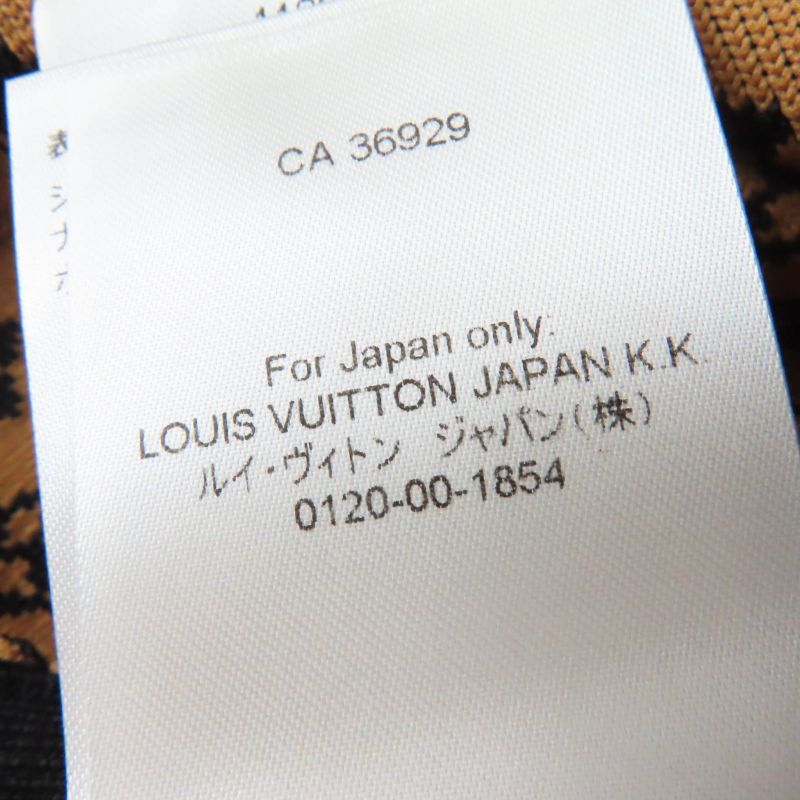 CA 36929
For Japan only:
LOUIS VUITTON JAPAN K.K.
ルイ・ヴィトン ジャパン(株)
0120-00-1854